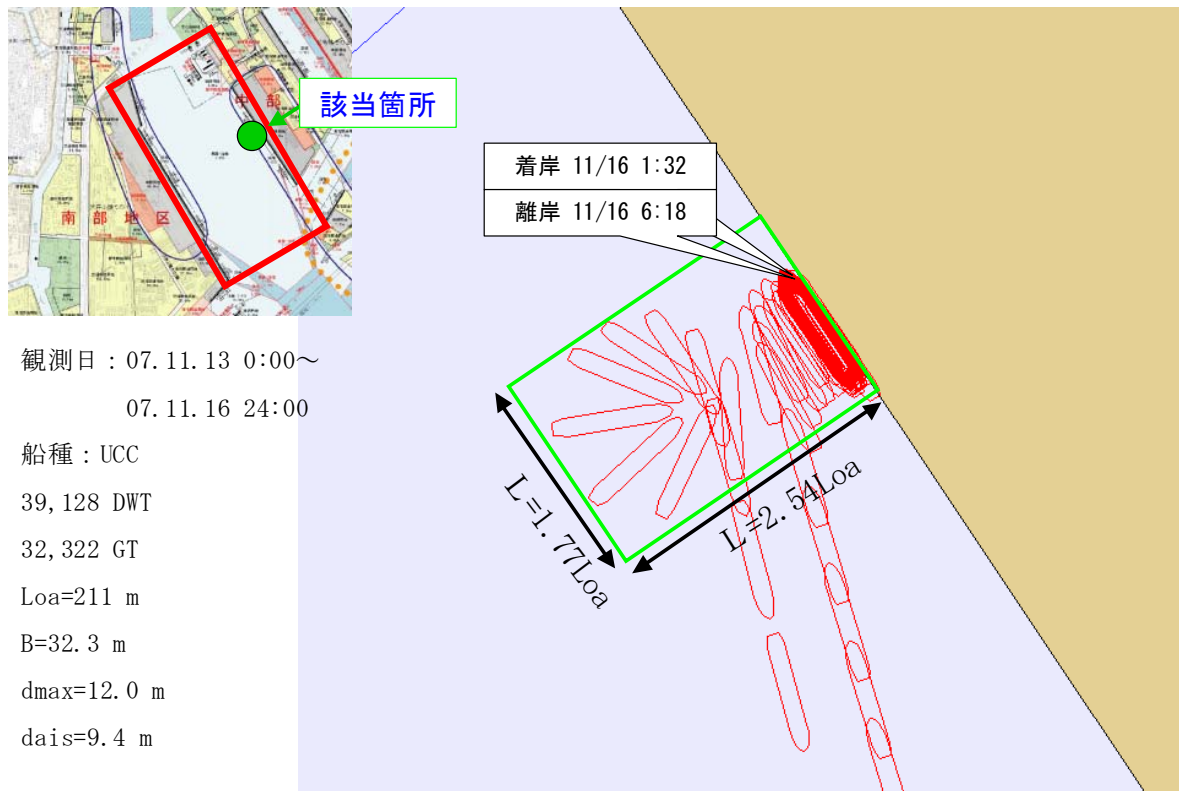 中部
南部地区
該当箇所
着岸 11/16 1:32
離岸 11/16 6:18
観測日：07.11.13 0:00～
07.11.16 24:00
船種：UCC
39,128 DWT
32,322 GT
Loa=211 m
B=32.3 m
dmax=12.0 m
dais=9.4 m
L=1.77Loa
L=2.54Loa